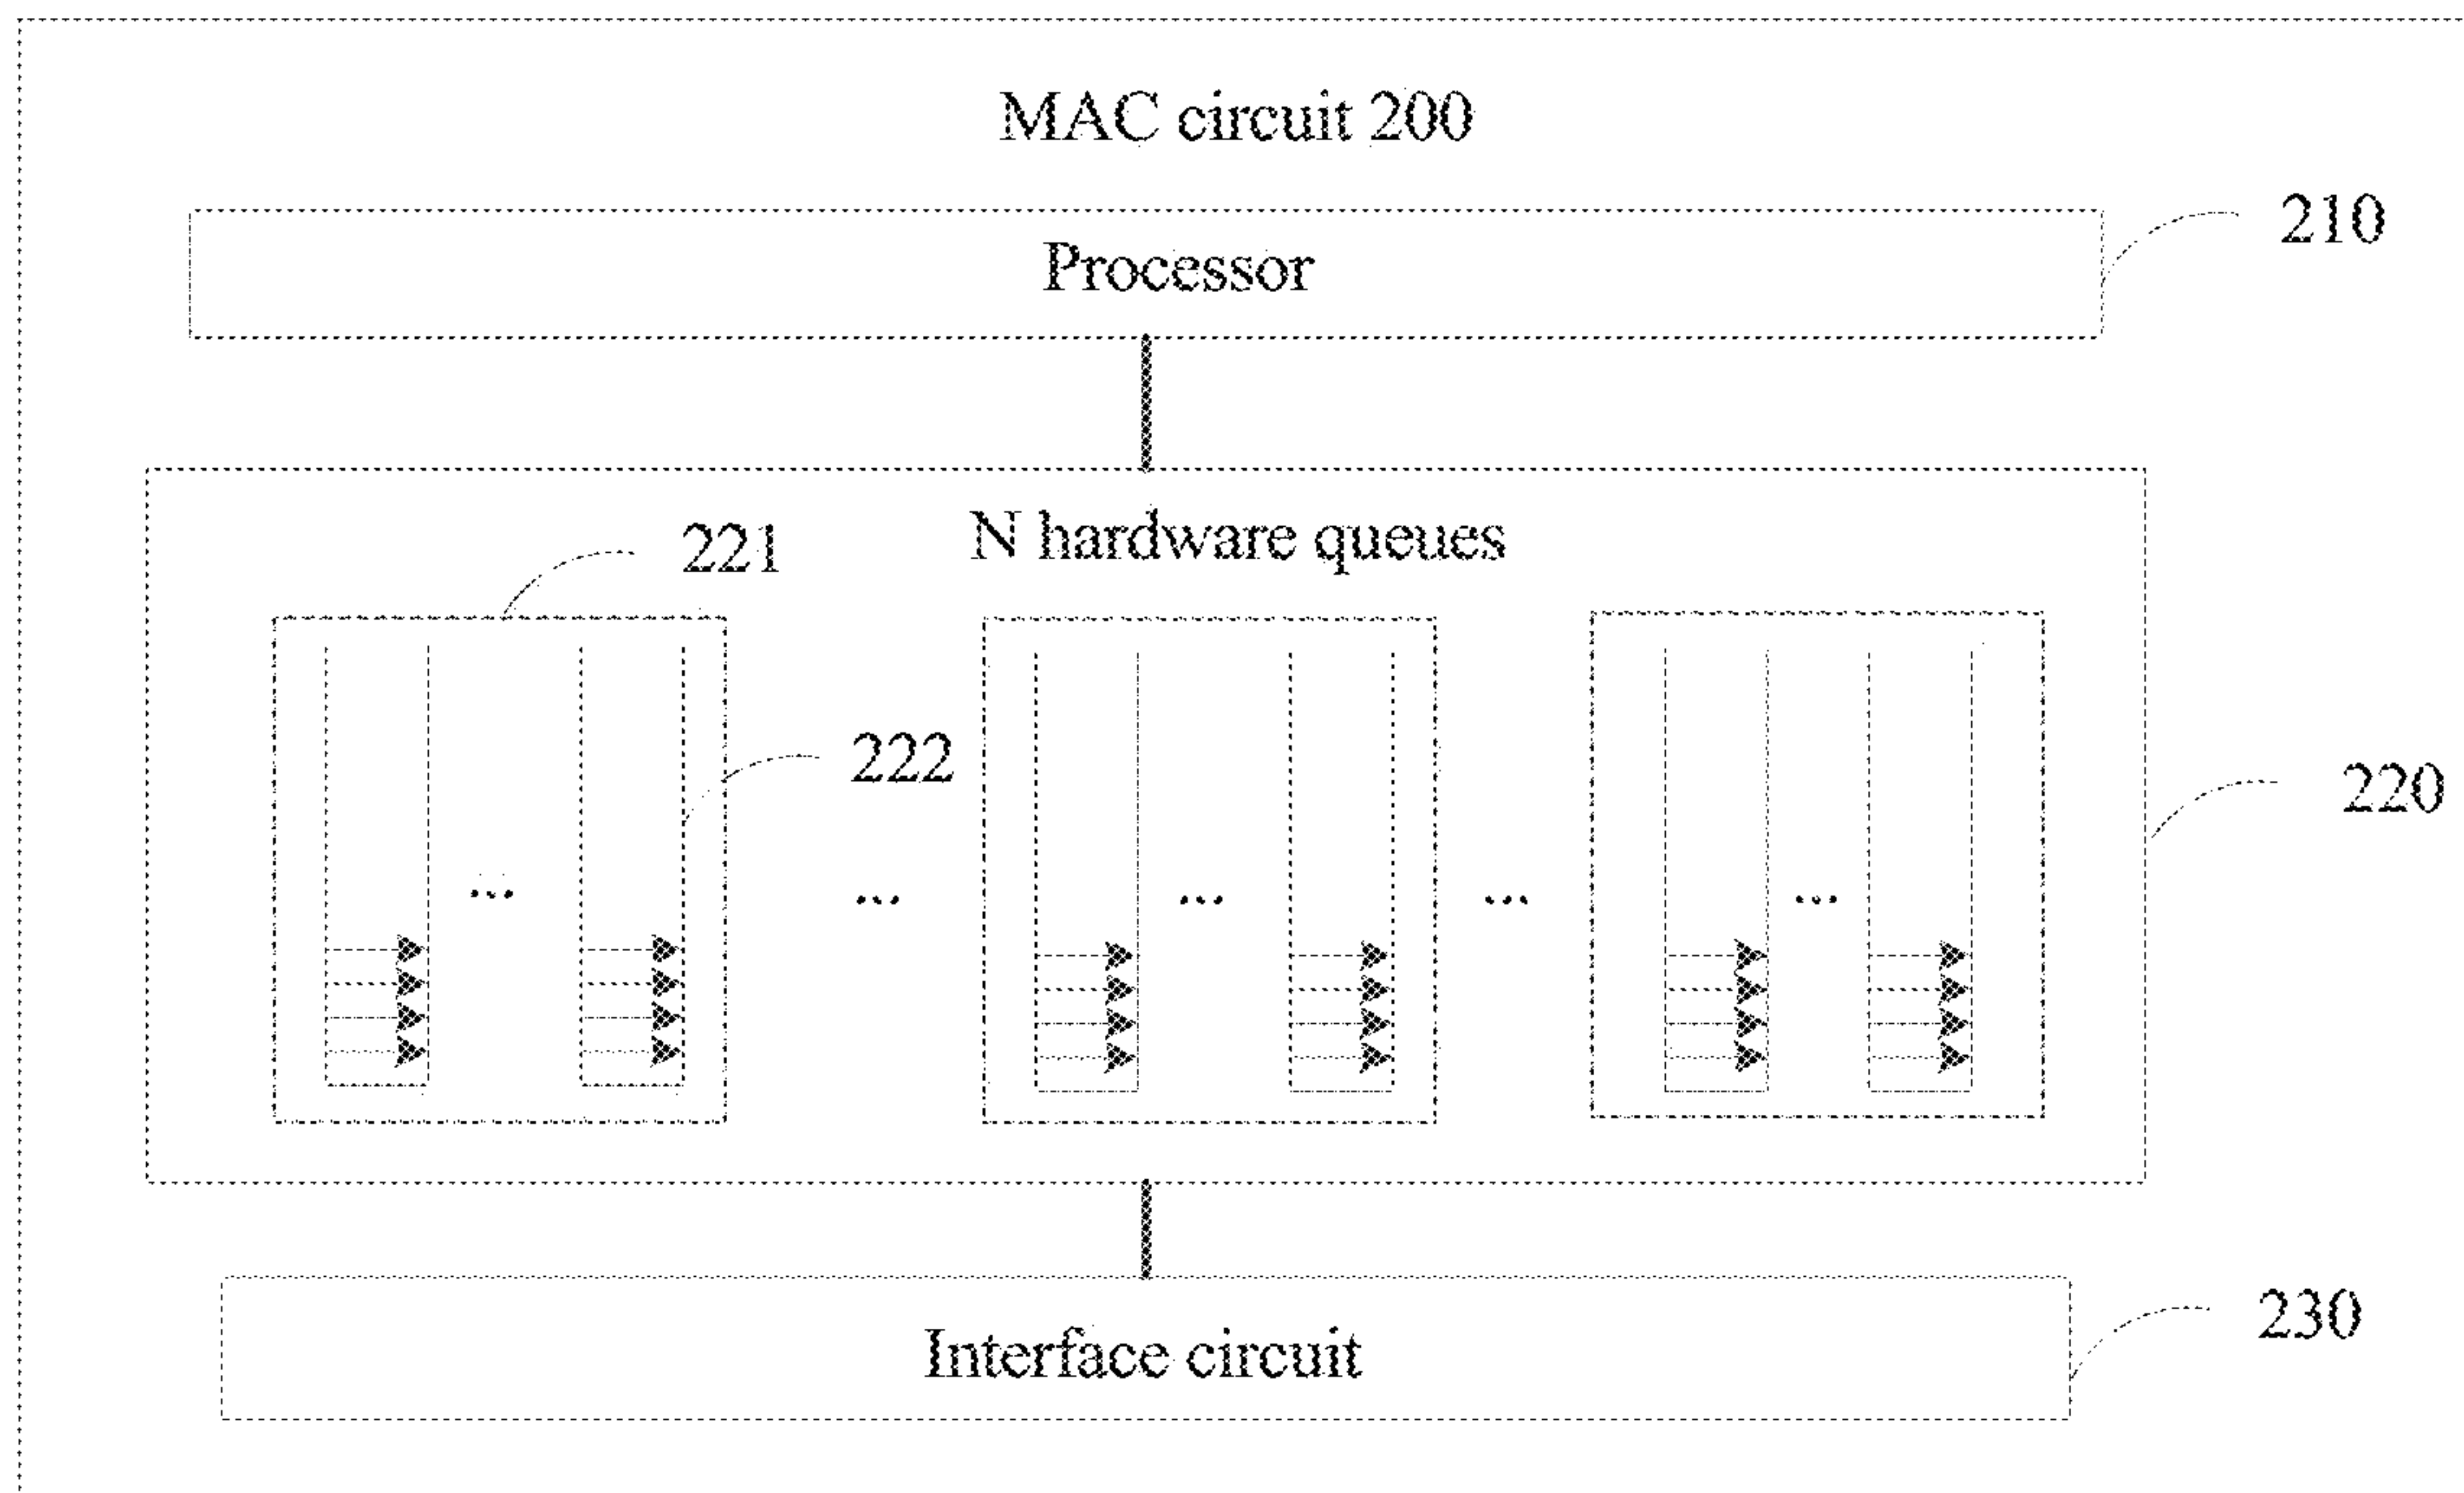 MAC circuit 200
210
Processor
N hardware queues
221
222
220
...
...
...
...
...
230
Interface circuit